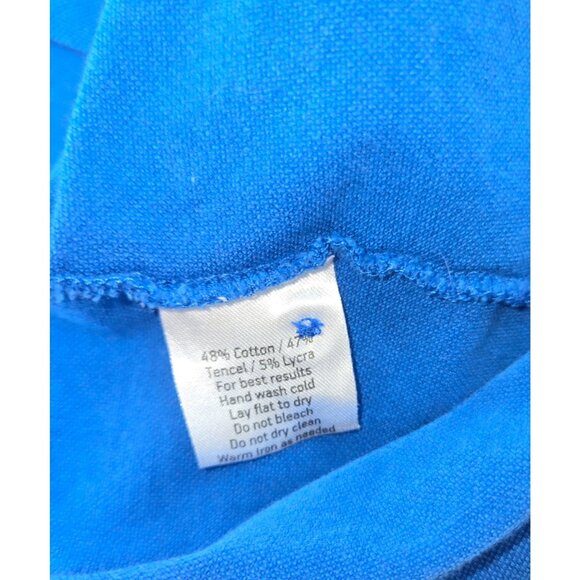 48% Cotton / 47%
Tencel / 5% Lycra
For best results
Hand wash cold
Lay flat to dry
Do not bleach
Do not dry clean
Warm Iron as needed